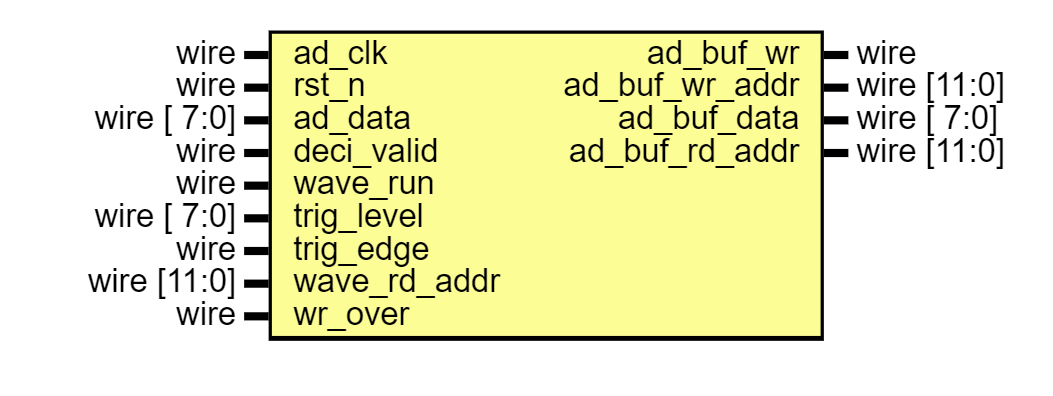 wire ad_clk ad_buf_wr wire
wire rst_n ad_buf_wr_addr wire [11:0]
wire [ 7:0] ad_data ad_buf_data wire [ 7:0]
wire deci_valid ad_buf_rd_addr wire [11:0]
wire wave_run
wire [ 7:0] trig_level
wire trig_edge
wire [11:0] wave_rd_addr
wire wr_over